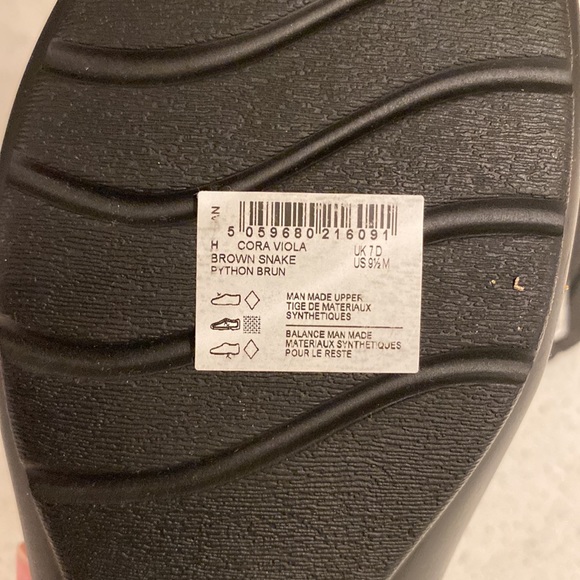 5 059680 216091
H CORA VIOLA UK 7 D
BROWN SNAKE US 9½ M
PYTHON BRUN
MAN MADE UPPER
TIGE DE MATERIAUX
SYNTHETIQUES
BALANCE MAN MADE
MATERIAUX SYNTHETIQUES
POUR LE RESTE